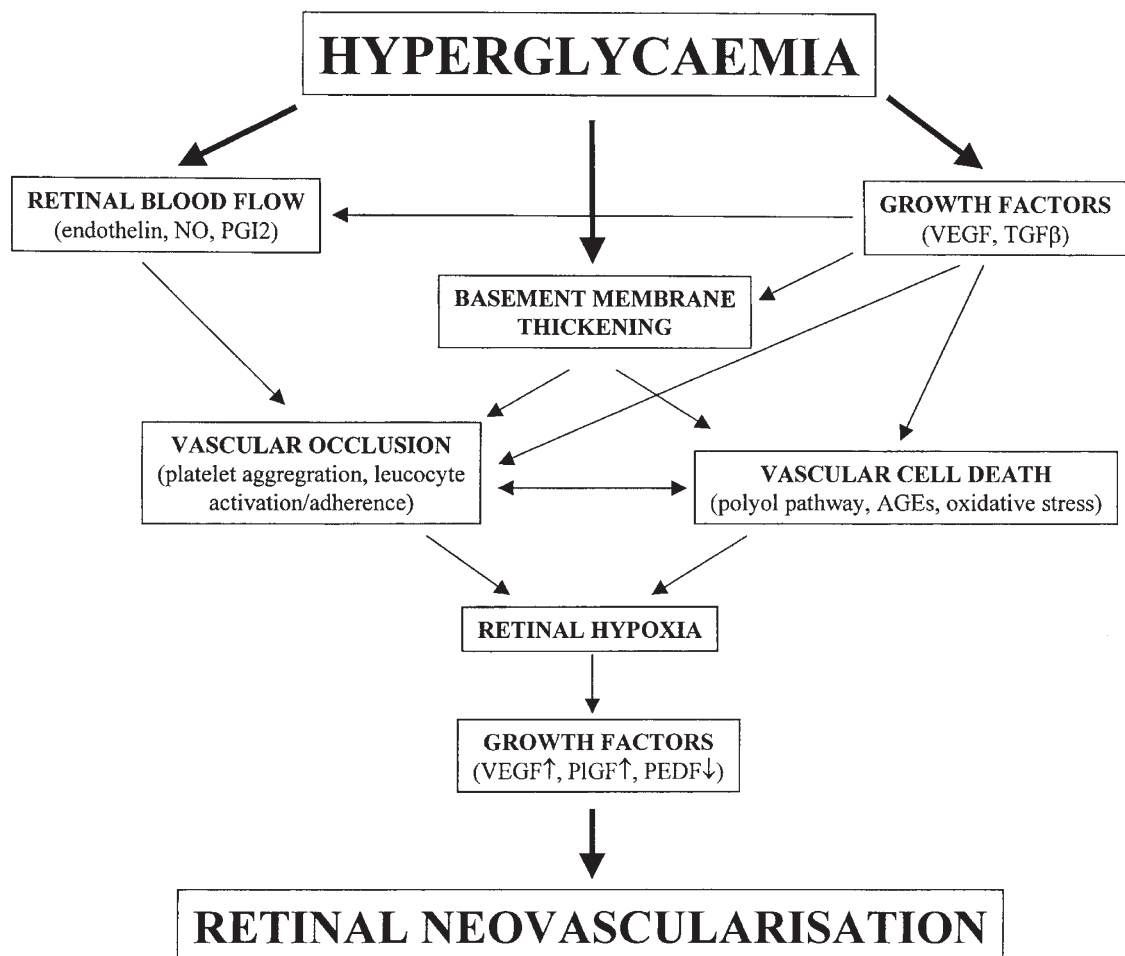 HYPERGLYCAEMIA
RETINAL BLOOD FLOW
(endothelin, NO, PGI2)
GROWTH FACTORS
(VEGF, TGFβ)
BASEMENT MEMBRANE
THICKENING
VASCULAR OCCLUSION
(platelet aggregration, leucocyte
activation/adherence)
VASCULAR CELL DEATH
(polyol pathway, AGEs, oxidative stress)
RETINAL HYPOXIA
GROWTH FACTORS
(VEGF↑, PlGF↑, PEDF↓)
RETINAL NEOVASCULARISATION